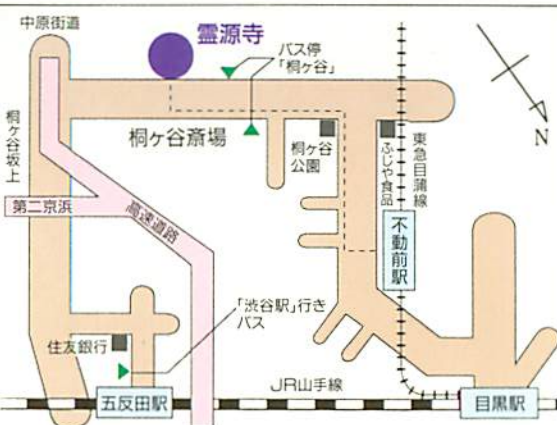 中原街道
霊源寺
バス停
「桐ヶ谷」
桐ヶ谷斎場
桐ヶ谷坂上
桐ヶ谷
公園
ふじや食品
東急目蒲線
N
第二京浜
高速道路
不動前駅
「渋谷駅」行き
バス
住友銀行
JR山手線
五反田駅
目黒駅